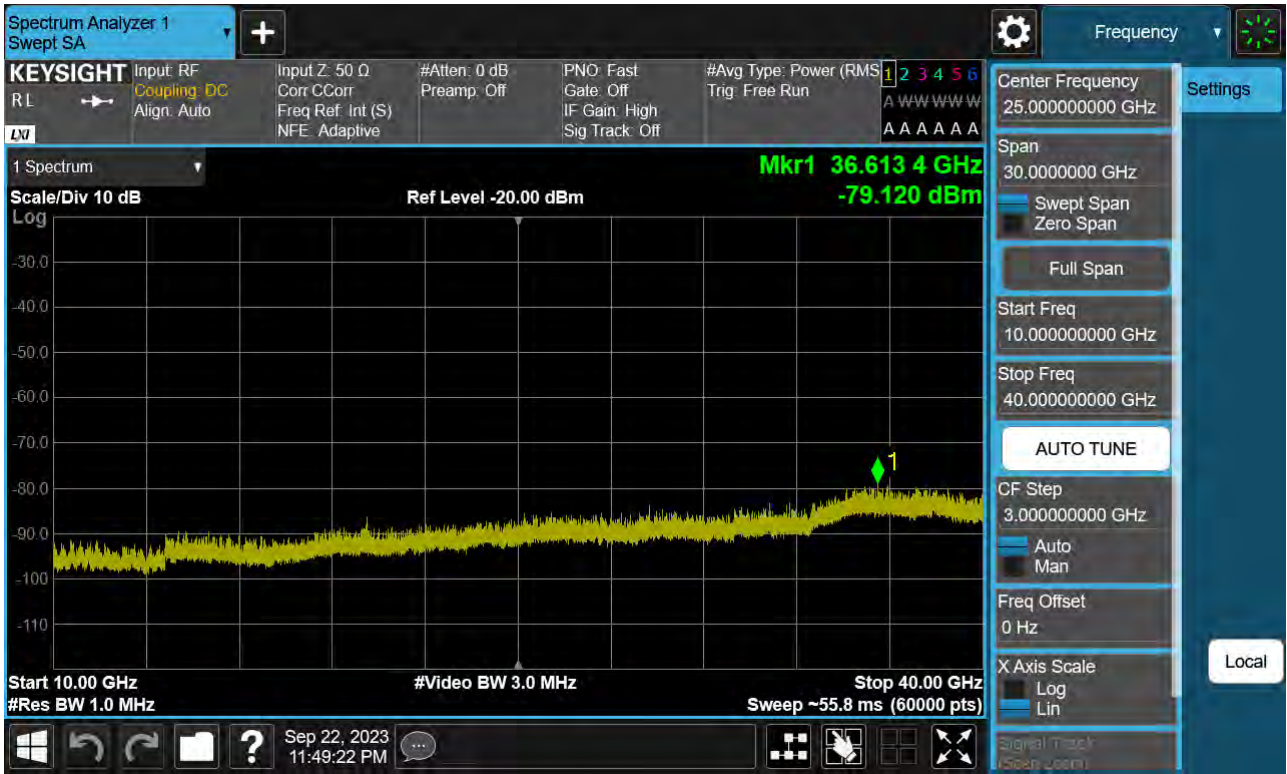 Spectrum Analyzer 1
Swept SA
+
Frequency
KEYSIGHT
RL
LXI
Input: RF
Coupling: DC
Align: Auto
Input Z: 50 Ω
Corr CCorr
Freq Ref: Int (S)
NFE: Adaptive
#Atten: 0 dB
Preamp: Off
PNO: Fast
Gate: Off
IF Gain: High
Sig Track: Off
#Avg Type: Power (RMS
Trig: Free Run
1 2 3 4 5 6
A W W W W W
A A A A A A
1 Spectrum
Scale/Div 10 dB
Ref Level -20.00 dBm
Mkr1 36.613 4 GHz
-79.120 dBm
Log
-30.0
-40.0
-50.0
-60.0
-70.0
-80.0
-90.0
-100
-110
1
Start 10.00 GHz
#Res BW 1.0 MHz
#Video BW 3.0 MHz
Stop 40.00 GHz
Sweep ~55.8 ms (60000 pts)
Center Frequency
25.000000000 GHz
Settings
Span
30.0000000 GHz
Swept Span
Zero Span
Full Span
Start Freq
10.000000000 GHz
Stop Freq
40.000000000 GHz
AUTO TUNE
CF Step
3.000000000 GHz
Auto
Man
Freq Offset
0 Hz
X Axis Scale
Log
Lin
Signal Track
(Span Zoom)
Local
?
Sep 22, 2023
11:49:22 PM